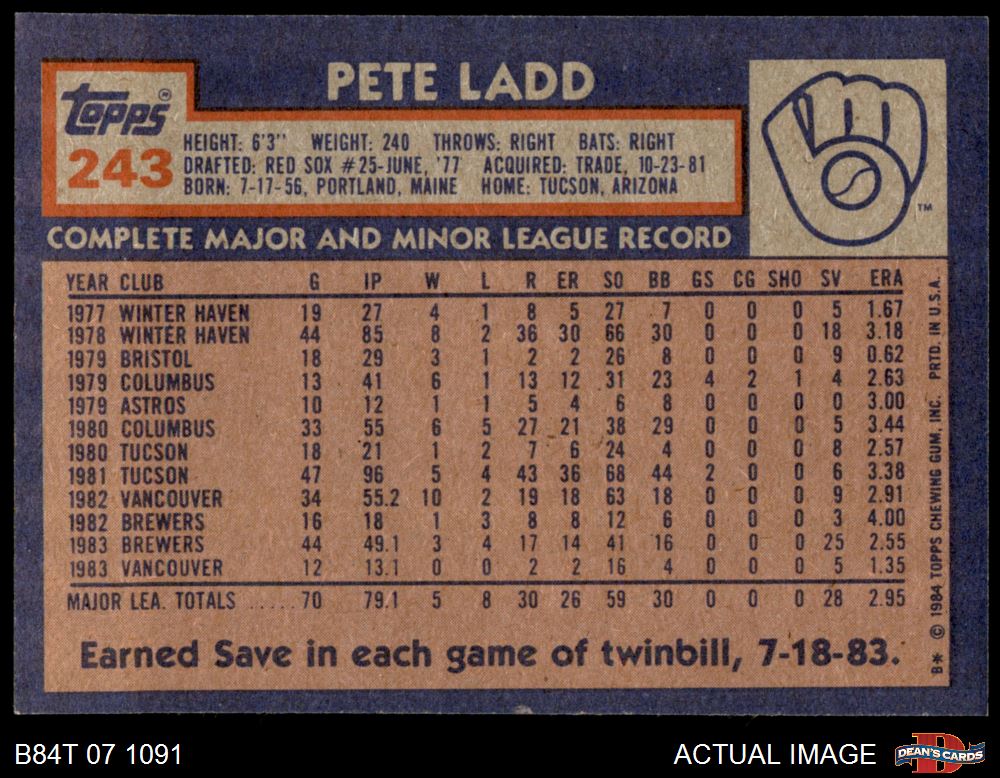 PETE LADD
Topps®
243
HEIGHT: 6'3" WEIGHT: 240 THROWS: RIGHT BATS: RIGHT
DRAFTED: RED SOX #25-JUNE, '77 ACQUIRED: TRADE, 10-23-81
BORN: 7-17-56, PORTLAND, MAINE HOME: TUCSON, ARIZONA
TM
COMPLETE MAJOR AND MINOR LEAGUE RECORD
YEAR CLUB G IP W L R ER SO BB GS CG SHO SV ERA
1977 WINTER HAVEN 19 27 4 1 8 5 27 7 0 0 0 5 1.67
1978 WINTER HAVEN 44 85 8 2 36 30 66 30 0 0 0 18 3.18
1979 BRISTOL 18 29 3 1 2 2 26 8 0 0 0 9 0.62
1979 COLUMBUS 13 41 6 1 13 12 31 23 4 2 1 4 2.63
1979 ASTROS 10 12 1 1 5 4 6 8 0 0 0 0 3.00
1980 COLUMBUS 33 55 6 5 27 21 38 29 0 0 0 5 3.44
1980 TUCSON 18 21 1 2 7 6 24 4 0 0 0 8 2.57
1981 TUCSON 47 96 5 4 43 36 68 44 2 0 0 6 3.38
1982 VANCOUVER 34 55.2 10 2 19 18 63 18 0 0 0 9 2.91
1982 BREWERS 16 18 1 3 8 8 12 6 0 0 0 3 4.00
1983 BREWERS 44 49.1 3 4 17 14 41 16 0 0 0 25 2.55
1983 VANCOUVER 12 13.1 0 0 2 2 16 4 0 0 0 5 1.35
MAJOR LEA. TOTALS ..... 70 79.1 5 8 30 26 59 30 0 0 0 28 2.95
Earned Save in each game of twinbill, 7-18-83.
B* © 1984 TOPPS CHEWING GUM, INC. PRTD. IN U.S.A.
B84T 07 1091
ACTUAL IMAGE
D
DEAN'S CARDS